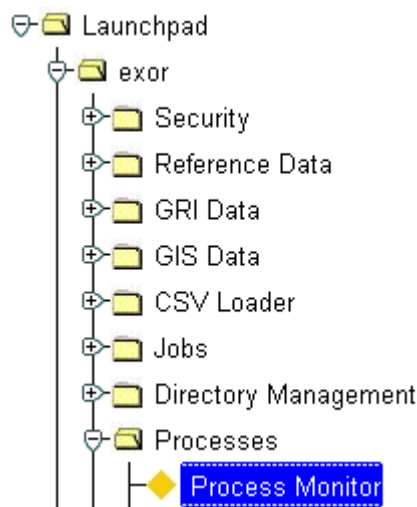 Launchpad
exor
Security
Reference Data
GRI Data
GIS Data
CSV Loader
Jobs
Directory Management
Processes
Process Monitor